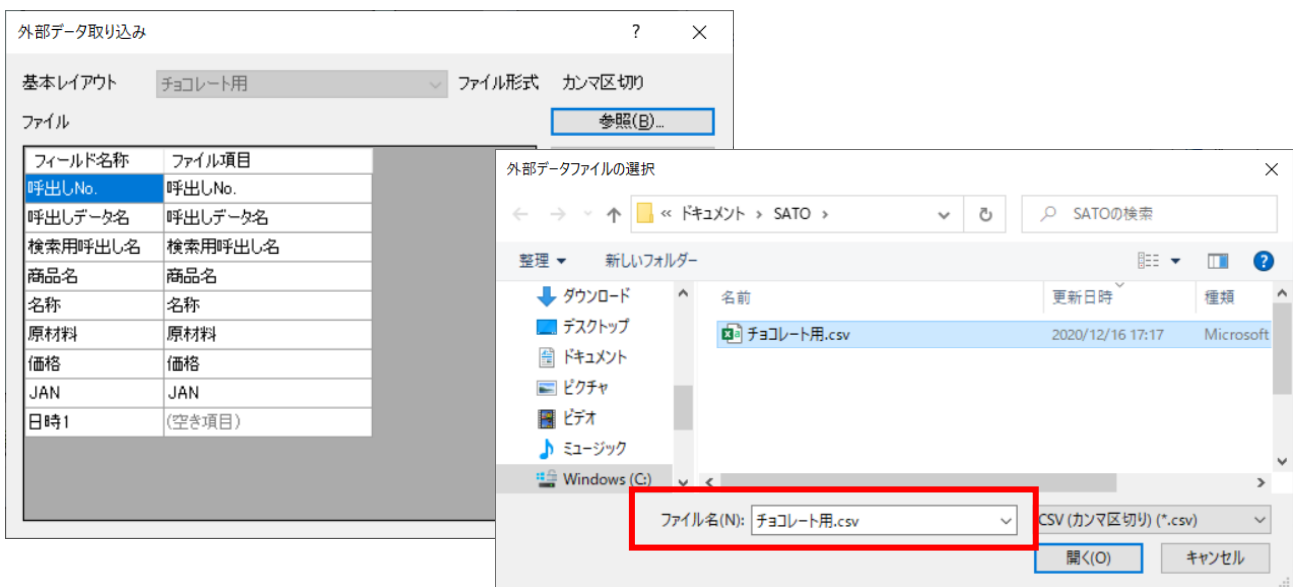 外部データ取り込み
基本レイアウト チョコレート用 ファイル形式 カンマ区切り
ファイル 参照(B)...
フィールド名称 ファイル項目
呼出しNo. 呼出しNo.
呼出しデータ名 呼出しデータ名
検索用呼出し名 検索用呼出し名
商品名 商品名
名称 名称
原材料 原材料
価格 価格
JAN JAN
日時1 (空き項目)
外部データファイルの選択
« ドキュメント › SATO › SATOの検索
整理 新しいフォルダー
ダウンロード
デスクトップ
ドキュメント
ピクチャ
ビデオ
ミュージック
Windows (C:)
名前 更新日時 種類
チョコレート用.csv 2020/12/16 17:17 Microsoft
ファイル名(N): チョコレート用.csv CSV (カンマ区切り) (*.csv)
開く(O) キャンセル